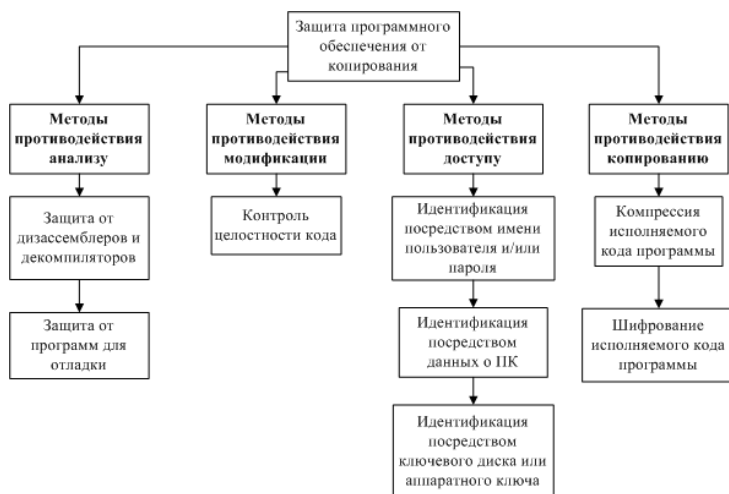 Защита программного
обеспечения от
копирования
Методы
противодействия
анализу
Защита от
дизассемблеров и
декомпиляторов
Защита от
программ для
отладки
Методы
противодействия
модификации
Контроль
целостности кода
Методы
противодействия
доступу
Идентификация
посредством имени
пользователя и/или
пароля
Идентификация
посредством
данных о ПК
Идентификация
посредством
ключевого диска или
аппаратного ключа
Методы
противодействия
копированию
Компрессия
исполняемого
кода программы
Шифрование
исполняемого кода
программы